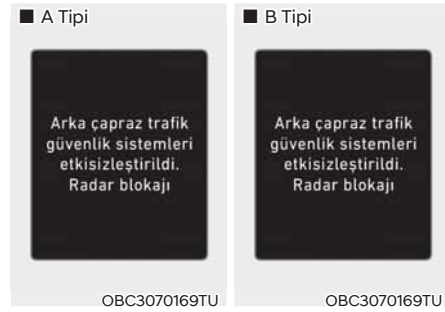 ■ A Tipi
Arka çapraz trafik
güvenlik sistemleri
etkisizleştirildi.
Radar blokajı
OBC3070169TU
■ B Tipi
Arka çapraz trafik
güvenlik sistemleri
etkisizleştirildi.
Radar blokajı
OBC3070169TU